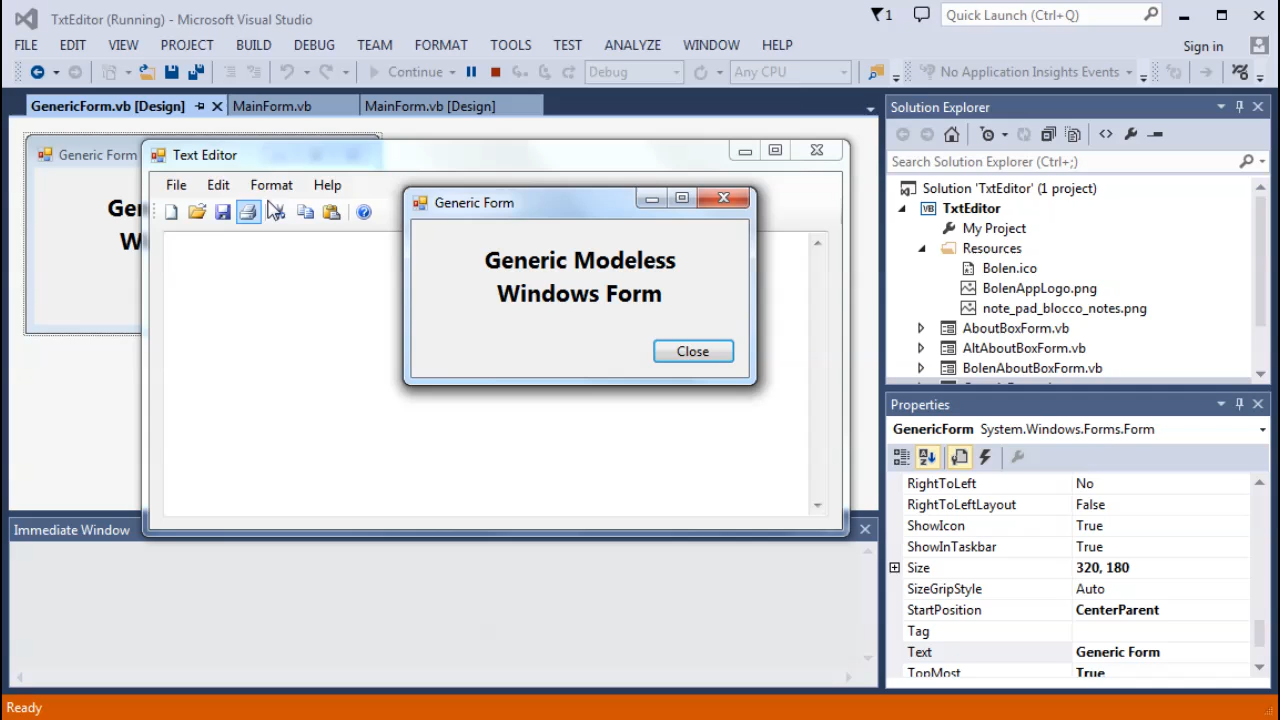 TxtEditor (Running) - Microsoft Visual Studio
1
Quick Launch (Ctrl+Q)
FILE EDIT VIEW PROJECT BUILD DEBUG TEAM FORMAT TOOLS TEST ANALYZE WINDOW HELP
Sign in
Continue
Debug
Any CPU
No Application Insights Events
GenericForm.vb [Design]
MainForm.vb
MainForm.vb [Design]
Generic Form
Text Editor
File Edit Format Help
Generic Form
Generic Modeless
Windows Form
Close
Immediate Window
Solution Explorer
Search Solution Explorer (Ctrl+;)
Solution 'TxtEditor' (1 project)
TxtEditor
My Project
Resources
Bolen.ico
BolenAppLogo.png
note_pad_blocco_notes.png
AboutBoxForm.vb
AltAboutBoxForm.vb
BolenAboutBoxForm.vb
Properties
GenericForm System.Windows.Forms.Form
RightToLeft No
RightToLeftLayout False
ShowIcon True
ShowInTaskbar True
Size 320, 180
SizeGripStyle Auto
StartPosition CenterParent
Tag
Text Generic Form
TopMost True
Ready